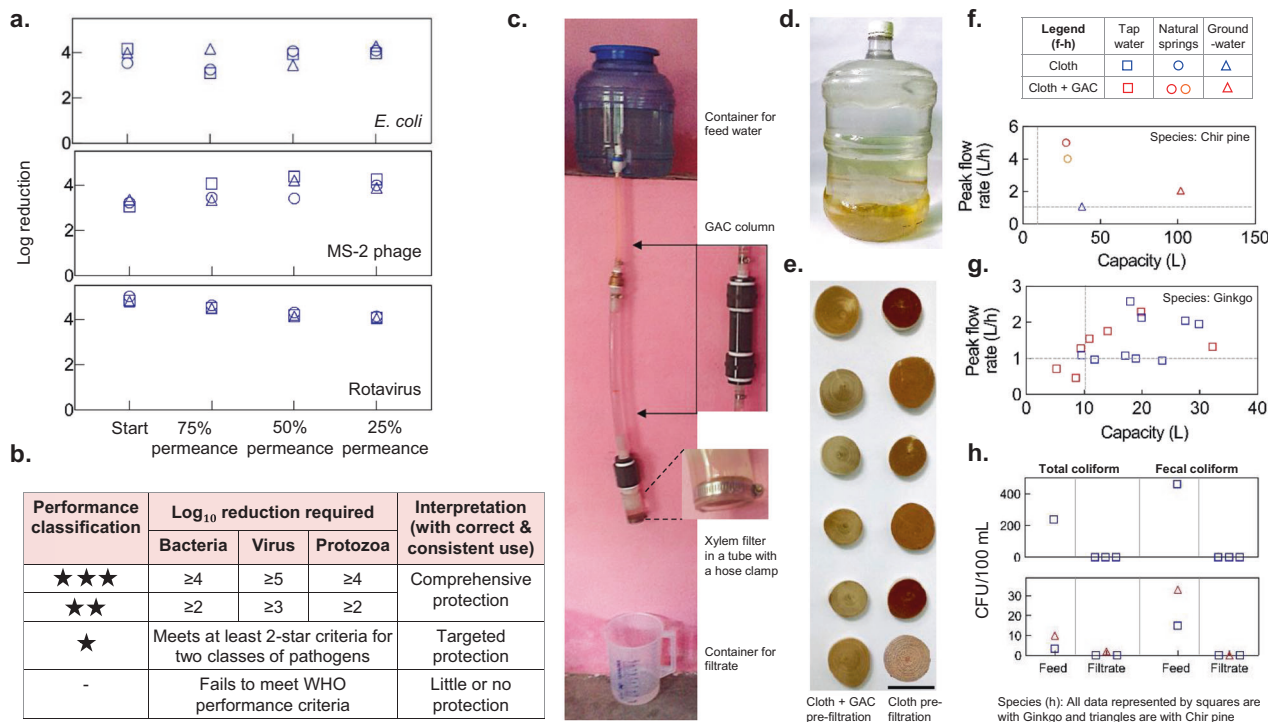 a.
4
2
0
E. coli
4
2
0
MS-2 phage
4
2
0
Rotavirus
Log reduction
Start
75%
permeance
50%
permeance
25%
permeance
b.
Performance
classification
Log10 reduction required
Interpretation
(with correct &
consistent use)
Bacteria
Virus
Protozoa
★★★
≥4
≥5
≥4
Comprehensive
protection
★★
≥2
≥3
≥2
★
Meets at least 2-star criteria for
two classes of pathogens
Targeted
protection
-
Fails to meet WHO
performance criteria
Little or no
protection
c.
Container for
feed water
GAC column
Xylem filter
in a tube with
a hose clamp
Container for
filtrate
d.
e.
Cloth + GAC
pre-filtration
Cloth pre-
filtration
f.
Legend
(f-h)
Tap
water
Natural
springs
Ground
-water
Cloth
Cloth + GAC
Species: Chir pine
Peak flow
rate (L/h)
6
4
2
0
0
50
100
150
Capacity (L)
g.
Species: Ginkgo
Peak flow
rate (L/h)
3
2
1
0
0
10
20
30
40
Capacity (L)
h.
Total coliform
Fecal coliform
400
200
0
CFU/100 mL
30
20
10
0
Feed
Filtrate
Feed
Filtrate
Species (h): All data represented by squares are
with Ginkgo and triangles are with Chir pine